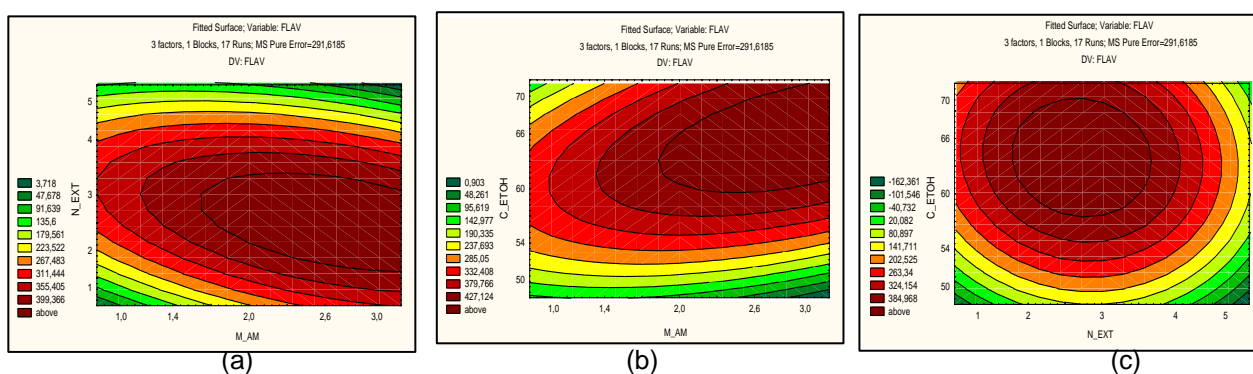 Fitted Surface; Variable: FLAV
3 factors, 1 Blocks, 17 Runs; MS Pure Error=291,6185
DV: FLAV
5
4
3
2
1
N_EXT
3,718
47,678
91,639
135,6
179,561
223,522
267,483
311,444
355,405
399,366
above
1,0 1,4 2,0 2,6 3,0
M_AM
(a)
Fitted Surface; Variable: FLAV
3 factors, 1 Blocks, 17 Runs; MS Pure Error=291,6185
DV: FLAV
70
66
60
54
50
C_ETOH
0,903
48,261
95,619
142,977
190,335
237,693
285,05
332,408
379,766
427,124
above
1,0 1,4 2,0 2,6 3,0
M_AM
(b)
Fitted Surface; Variable: FLAV
3 factors, 1 Blocks, 17 Runs; MS Pure Error=291,6185
DV: FLAV
70
66
60
54
50
C_ETOH
-162,361
-101,546
-40,732
20,082
80,897
141,711
202,525
263,34
324,154
384,968
above
1 2 3 4 5
N_EXT
(c)